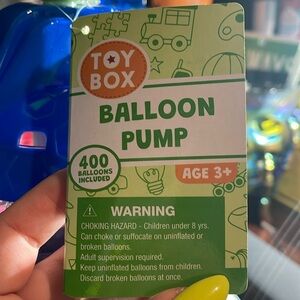 TOY
BOX
BALLOON
PUMP
400
BALLOONS
INCLUDED
AGE 3+
WARNING
CHOKING HAZARD - Children under 8 yrs.
Can choke or suffocate on uninflated or
broken balloons.
Adult supervision required.
Keep uninflated balloons from children.
Discard broken balloons at once.